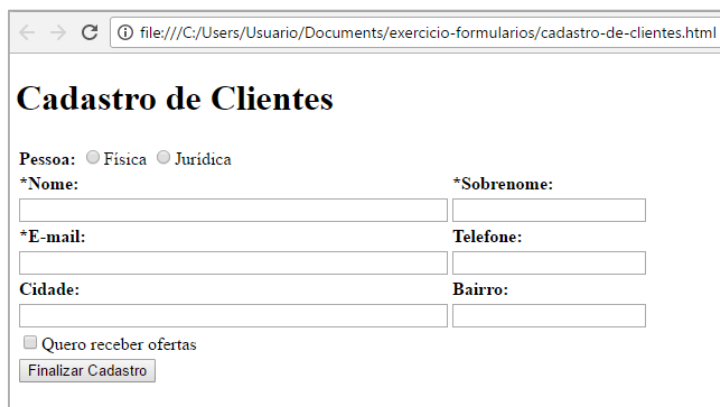 file:///C:/Users/Usuario/Documents/exercicio-formularios/cadastro-de-clientes.html
Cadastro de Clientes
Pessoa: Física Jurídica
*Nome: *Sobrenome:
*E-mail: Telefone:
Cidade: Bairro:
Quero receber ofertas
Finalizar Cadastro